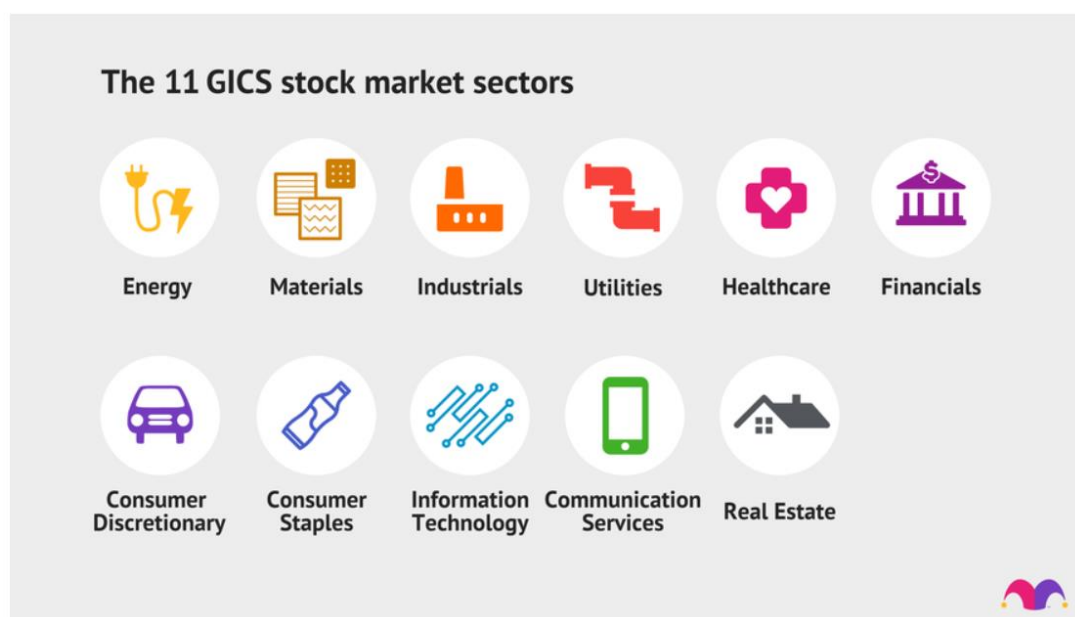 The 11 GICS stock market sectors
Energy
Materials
Industrials
Utilities
Healthcare
Financials
Consumer
Discretionary
Consumer
Staples
Information
Technology
Communication
Services
Real Estate